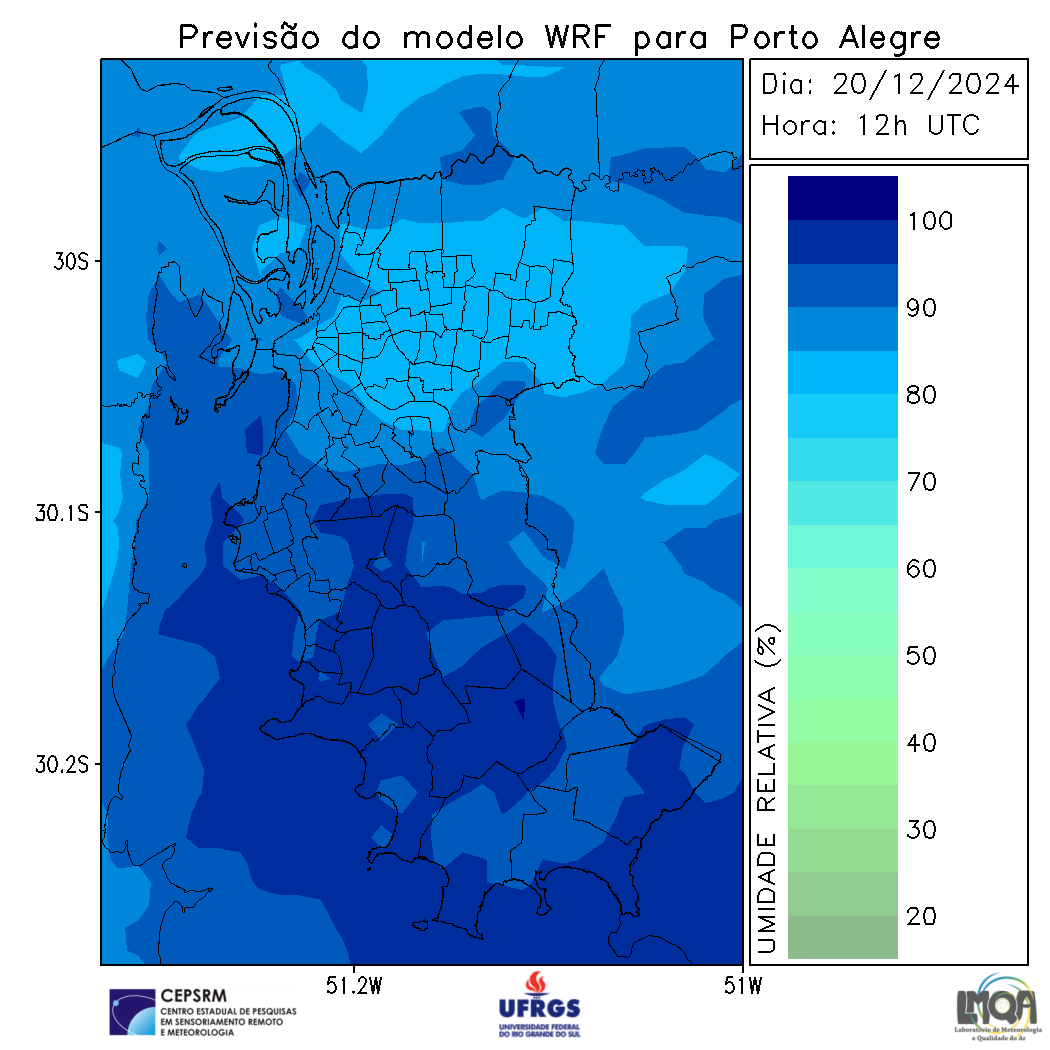 Previsão do modelo WRF para Porto Alegre
Dia: 20/12/2024
Hora: 12h UTC
30S
30.1S
30.2S
51.2W
51W
100
90
80
70
60
50
40
30
20
UMIDADE RELATIVA (%)
CEPSRM
CENTRO ESTADUAL DE PESQUISAS
EM SENSORIAMENTO REMOTO
E METEOROLOGIA
UFRGS
UNIVERSIDADE FEDERAL
DO RIO GRANDE DO SUL
LMQA
Laboratório de Meteorologia
e Qualidade do Ar